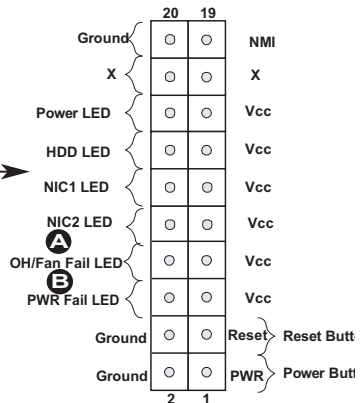 20 19
Ground NMI
X X
Power LED Vcc
HDD LED Vcc
NIC1 LED Vcc
NIC2 LED Vcc
A
OH/Fan Fail LED Vcc
B
PWR Fail LED Vcc
Ground Reset Reset Butt
Ground PWR Power Butt
2 1